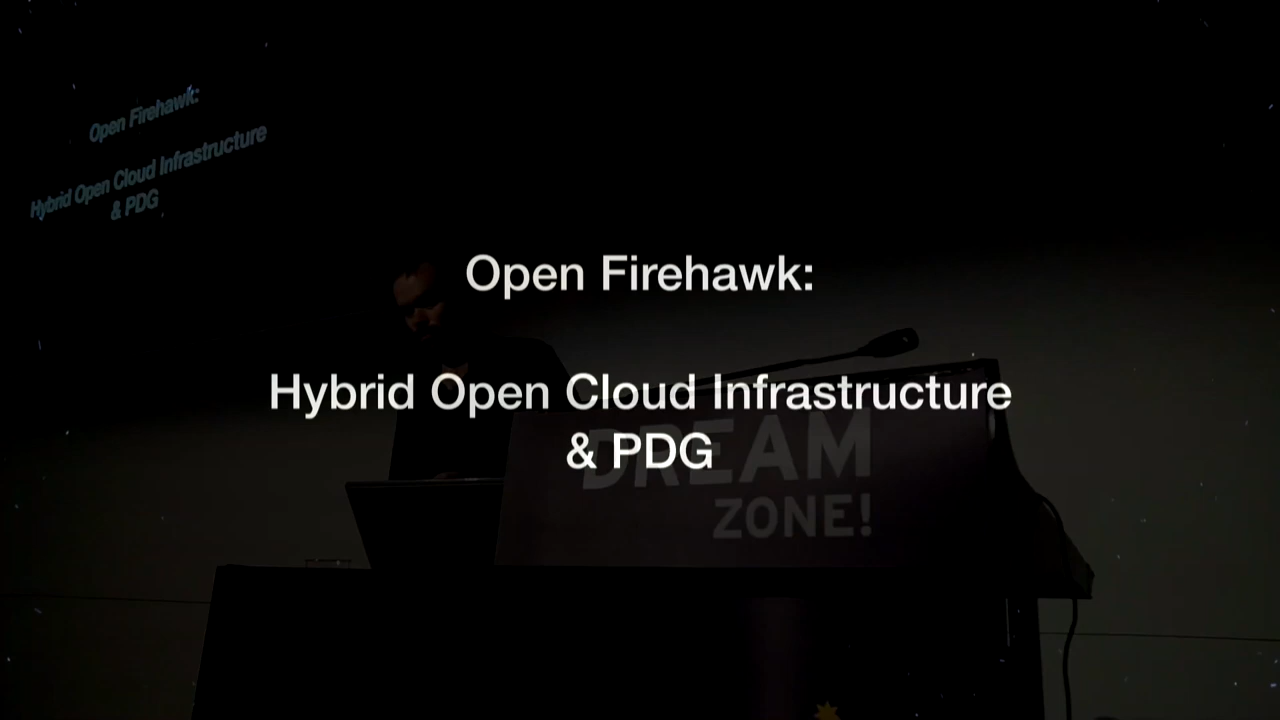 Open Firehawk:
Hybrid Open Cloud Infrastructure
& PDG
Open Firehawk:
Hybrid Open Cloud Infrastructure
& PDG
DREAM
ZONE!